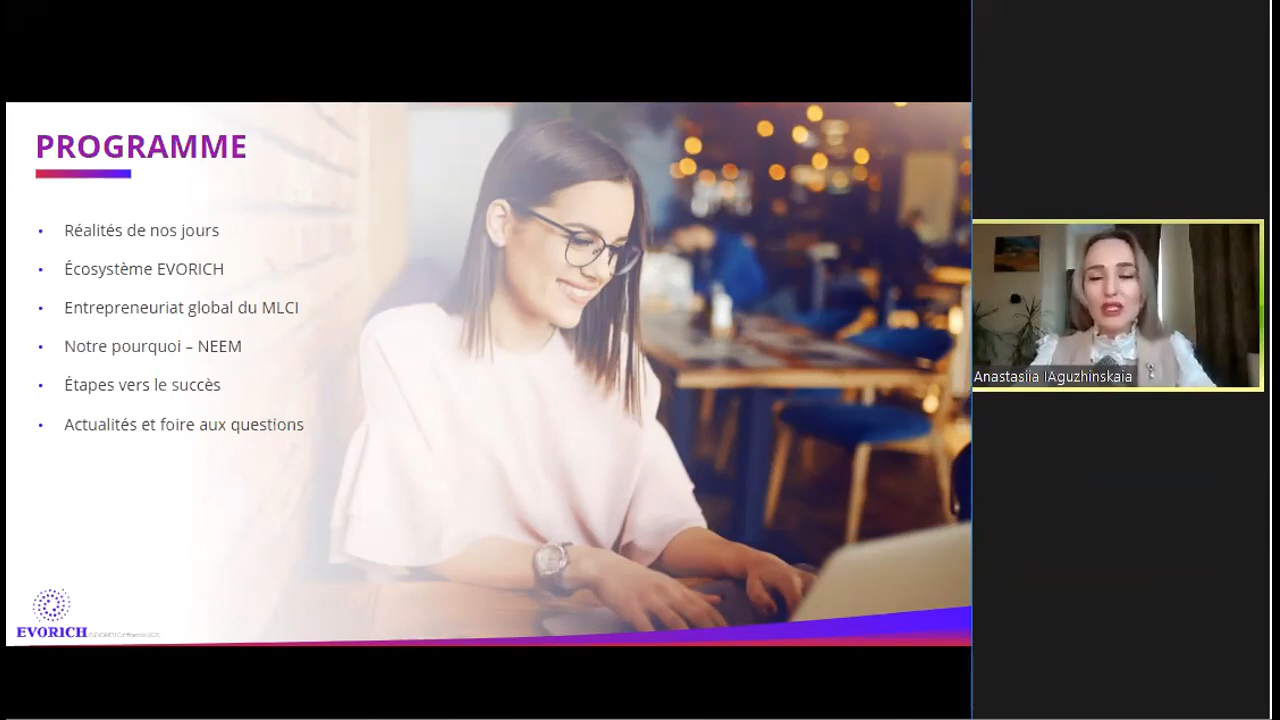 PROGRAMME
• Réalités de nos jours
• Écosystème EVORICH
• Entrepreneuriat global du MLCI
• Notre pourquoi – NEEM
• Étapes vers le succès
• Actualités et foire aux questions
EVORICH
Anastasiia IAguzhinskaia